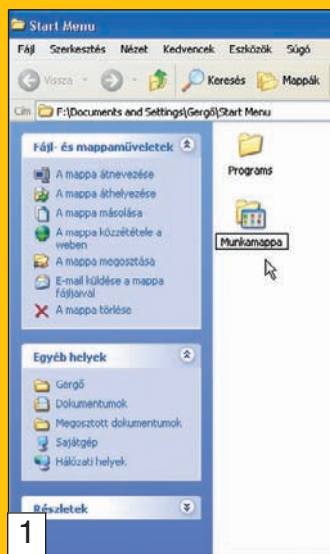 Start Menu
Fájl Szerkesztés Nézet Kedvencek Eszközök Súgó
Vissza Keresés Mappák
Cím F:\Documents and Settings\Gergő\Start Menu
Fájl- és mappaműveletek
A mappa átnevezése
A mappa áthelyezése
A mappa másolása
A mappa közzététele a
weben
A mappa megosztása
E-mail küldése a mappa
fájljaival
A mappa törlése
Egyéb helyek
Gergő
Dokumentumok
Megosztott dokumentumok
Sajátgép
Hálózati helyek
Részletek
Programs
Munkamappa
1